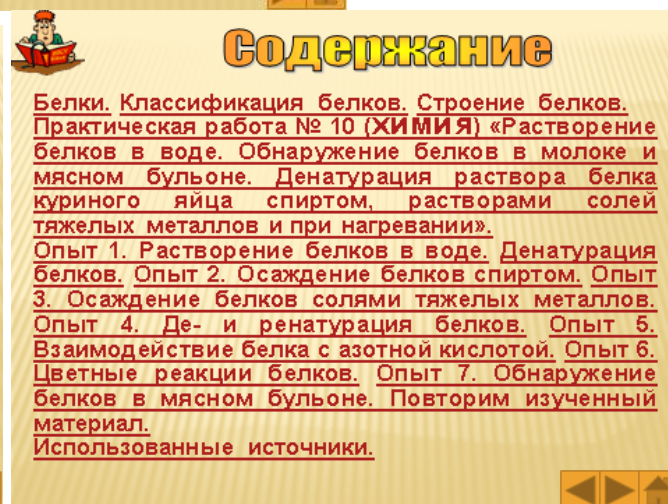 Содержание
Белки. Классификация белков. Строение белков.
Практическая работа № 10 (ХИМИЯ) «Растворение
белков в воде. Обнаружение белков в молоке и
мясном бульоне. Денатурация раствора белка
куриного яйца спиртом, растворами солей
тяжелых металлов и при нагревании».
Опыт 1. Растворение белков в воде. Денатурация
белков. Опыт 2. Осаждение белков спиртом. Опыт
3. Осаждение белков солями тяжелых металлов.
Опыт 4. Де- и ренатурация белков. Опыт 5.
Взаимодействие белка с азотной кислотой. Опыт 6.
Цветные реакции белков. Опыт 7. Обнаружение
белков в мясном бульоне. Повторим изученный
материал.
Использованные источники.